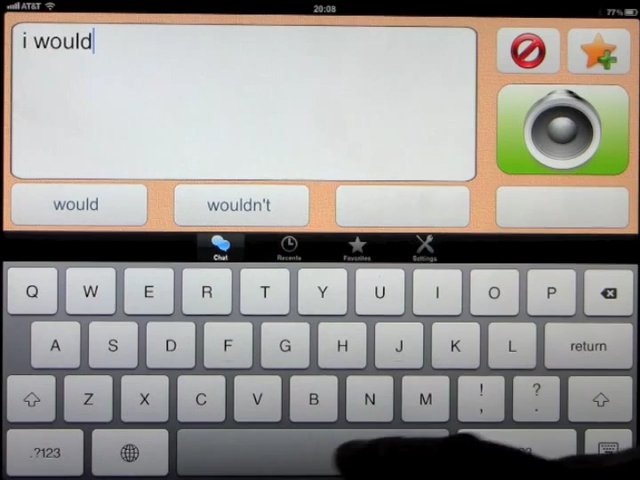 AT&T 20:08 77%
i would
would wouldn't
Chat Recents Favorites Settings
Q W E R T Y U I O P
A S D F G H J K L return
Z X C V B N M ! , ? .
.?123